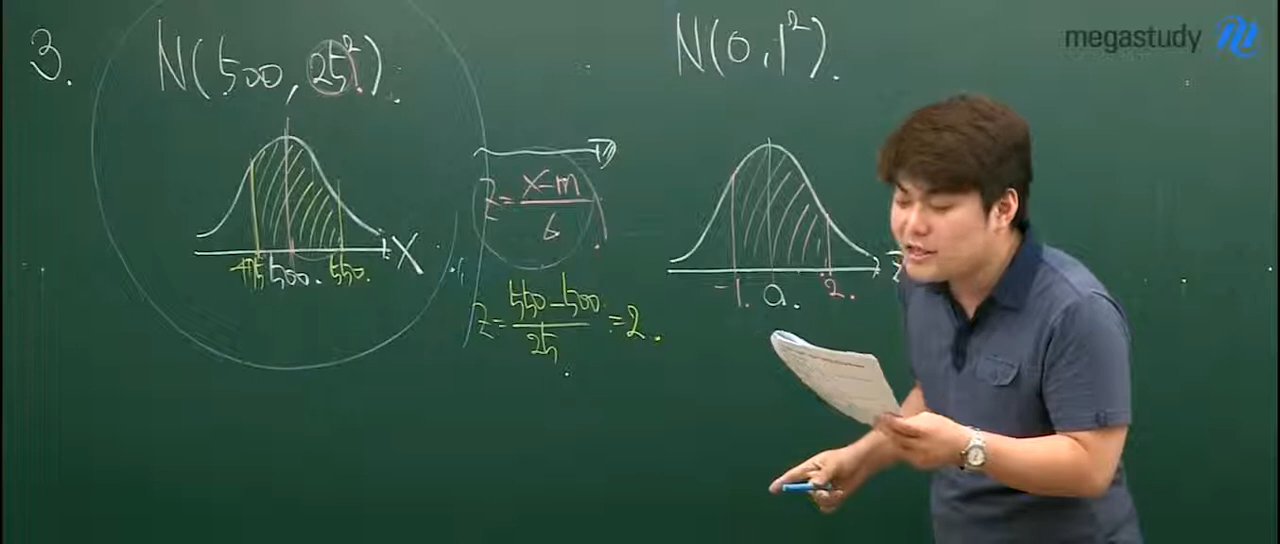 3. N(500, 25²). N(0, 1²).
megastudy
Z = (X-m)/σ
X
475 500. 550.
-1. 0. 2.
Z = (550-500)/25 = 2.